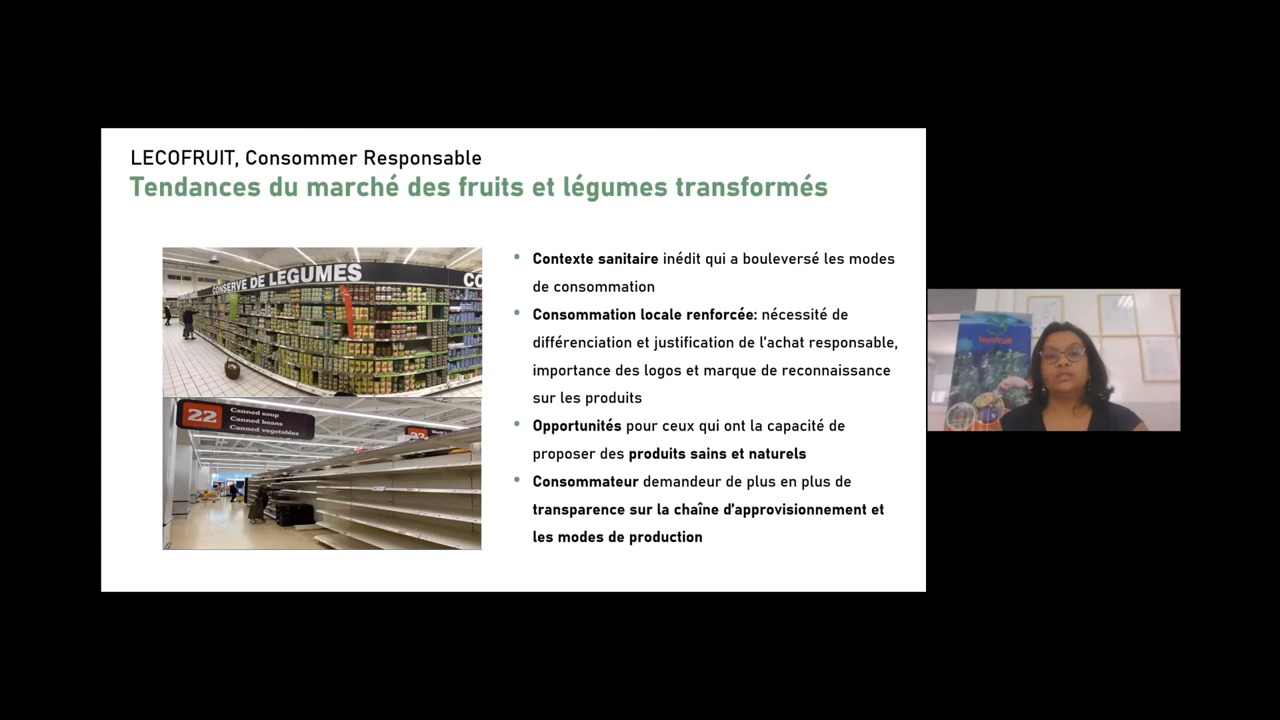 LECOFRUIT, Consommer Responsable
Tendances du marché des fruits et légumes transformés
CONSERVE DE LEGUMES
CO
22
Canned soup
Canned beans
Canned vegetables
23
• Contexte sanitaire inédit qui a bouleversé les modes
de consommation
• Consommation locale renforcée: nécessité de
différenciation et justification de l'achat responsable,
importance des logos et marque de reconnaissance
sur les produits
• Opportunités pour ceux qui ont la capacité de
proposer des produits sains et naturels
• Consommateur demandeur de plus en plus de
transparence sur la chaîne d'approvisionnement et
les modes de production
lecofruit